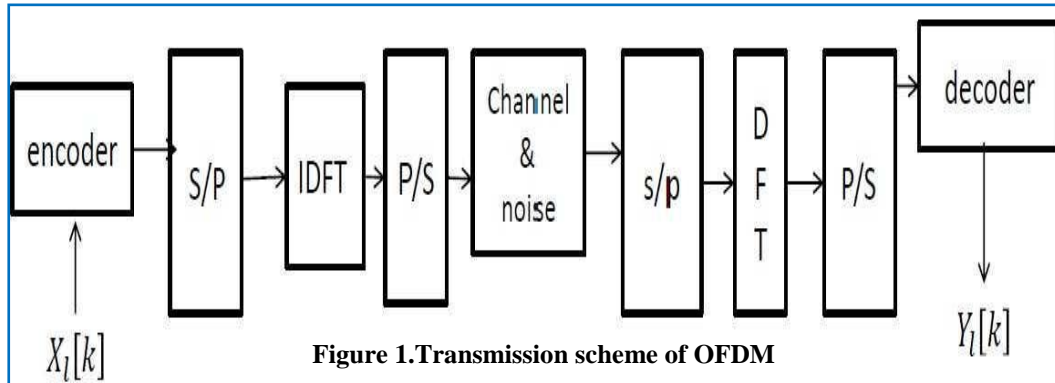 encoder
S/P
IDFT
P/S
Channel
&
noise
s/p
D
F
T
P/S
decoder
X_l[k]
Y_l[k]
Figure 1.Transmission scheme of OFDM